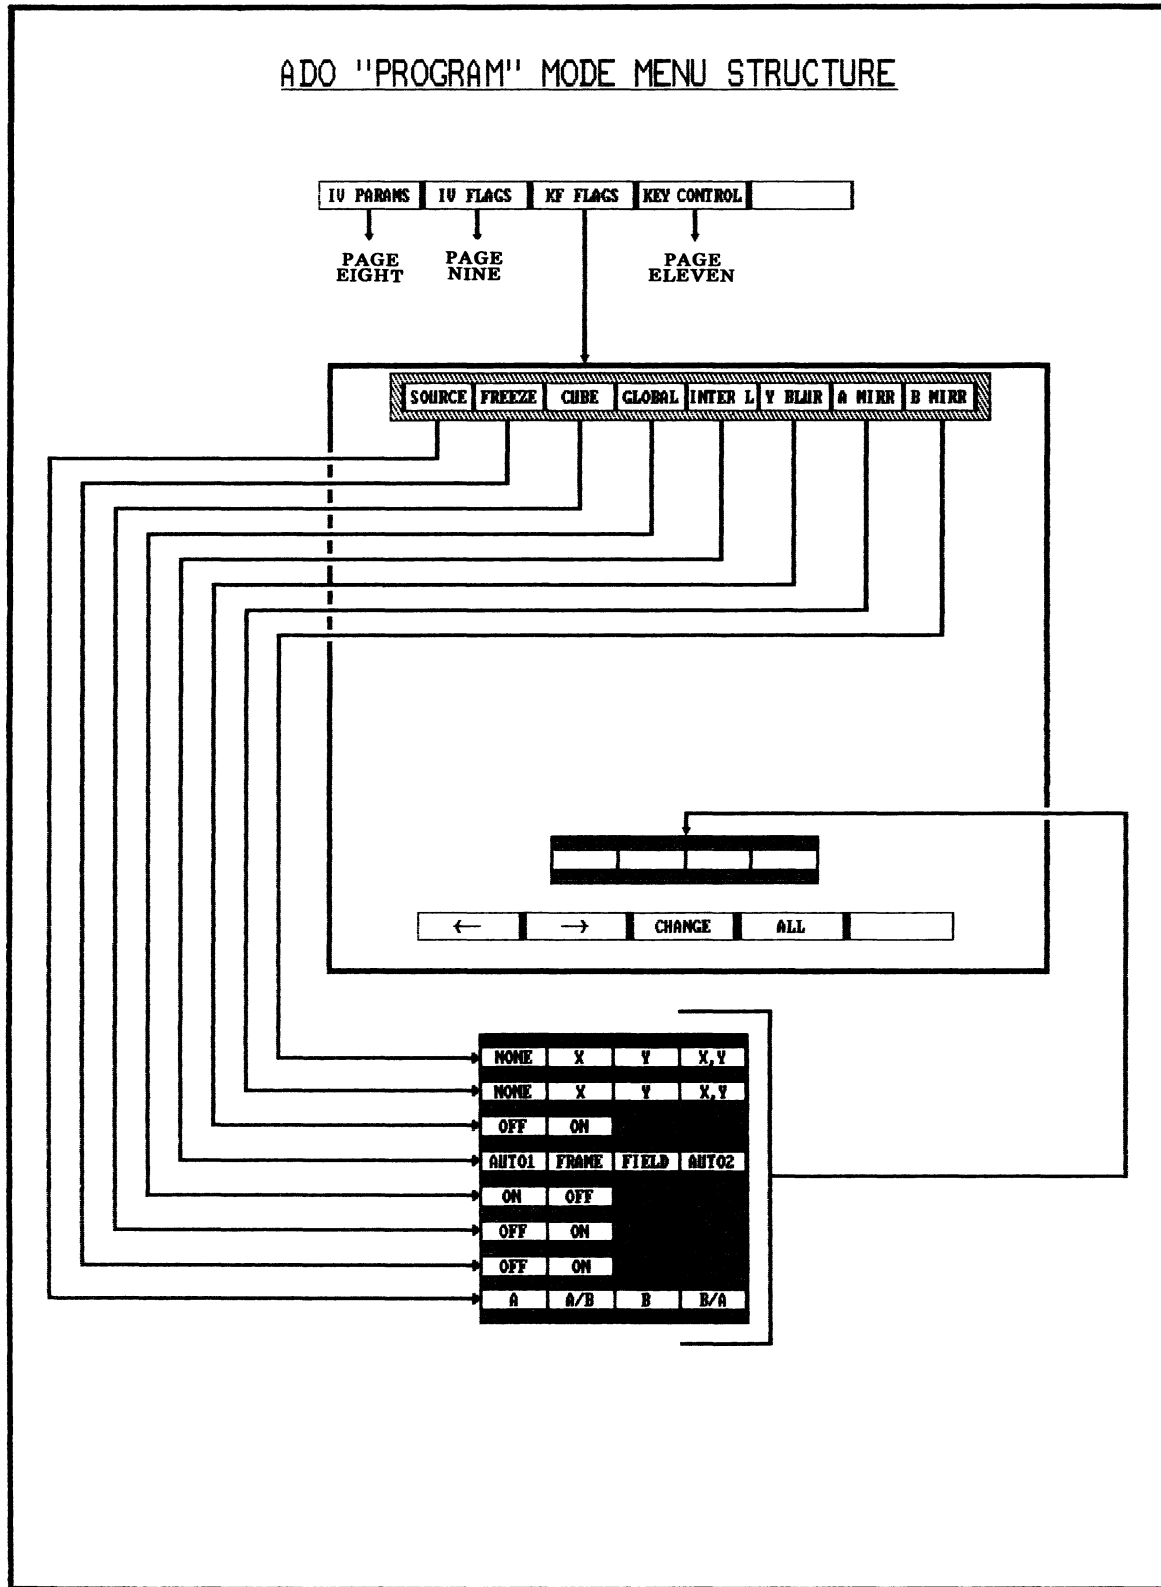 ADO "PROGRAM" MODE MENU STRUCTURE
IV PARAMS IV FLAGS KF FLAGS KEY CONTROL
PAGE EIGHT PAGE NINE PAGE ELEVEN
SOURCE FREEZE CUBE GLOBAL INTER L Y BLUR A MIRR B MIRR
← → CHANGE ALL
NONE X Y X,Y
NONE X Y X,Y
OFF ON
AUTO1 FRAME FIELD AUTO2
ON OFF
OFF ON
OFF ON
A A/B B B/A